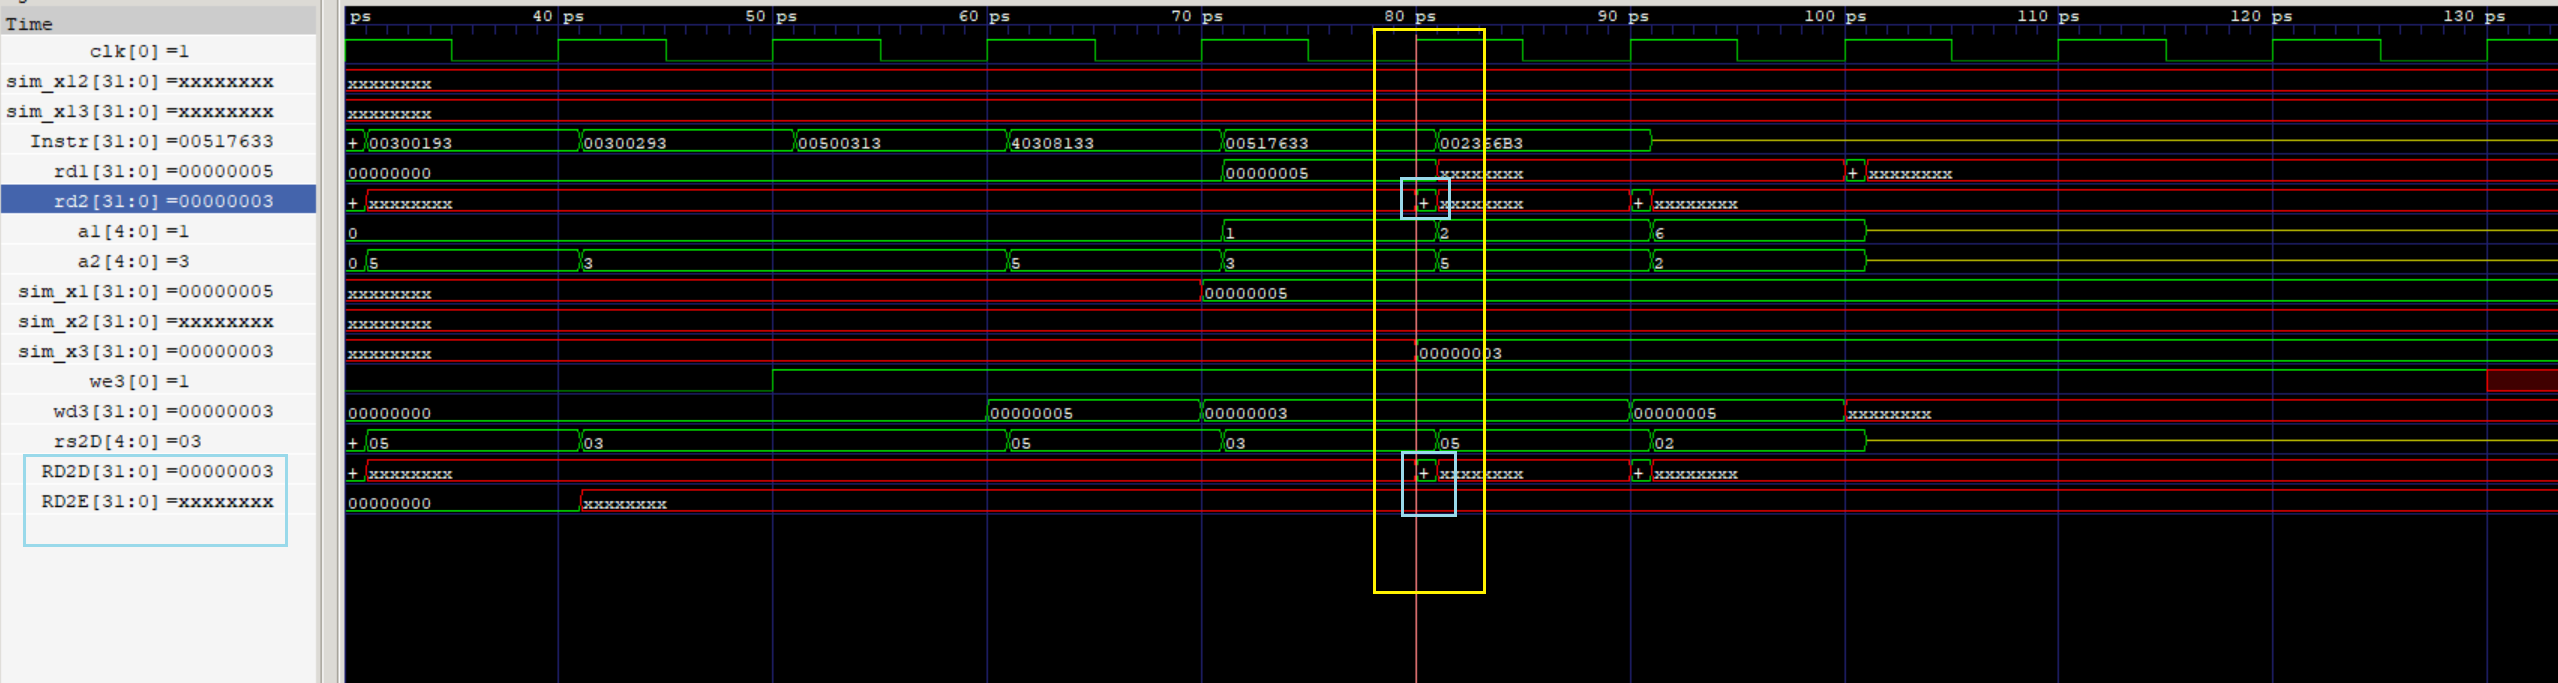 Time
ps 40 ps 50 ps 60 ps 70 ps 80 ps 90 ps 100 ps 110 ps 120 ps 130 ps
clk[0] =1
sim_x12[31:0] =xxxxxxxx xxxxxxxx
sim_x13[31:0] =xxxxxxxx xxxxxxxx
Instr[31:0] =00517633 + 00300193 00300293 00500313 40308133 00517633 002366B3
rd1[31:0] =00000005 00000000 00000005 xxxxxxxx + xxxxxxxx
rd2[31:0] =00000003 + xxxxxxxx + xxxxxxxx + xxxxxxxx
a1[4:0] =1 0 1 2 6
a2[4:0] =3 0 5 3 5 3 5 2
sim_x1[31:0] =00000005 xxxxxxxx 00000005
sim_x2[31:0] =xxxxxxxx xxxxxxxx
sim_x3[31:0] =00000003 xxxxxxxx 00000003
we3[0] =1
wd3[31:0] =00000003 00000000 00000005 00000003 00000005 xxxxxxxx
rs2D[4:0] =03 + 05 03 05 03 05 02
RD2D[31:0] =00000003 + xxxxxxxx + xxxxxxxx + xxxxxxxx
RD2E[31:0] =xxxxxxxx 00000000 xxxxxxxx